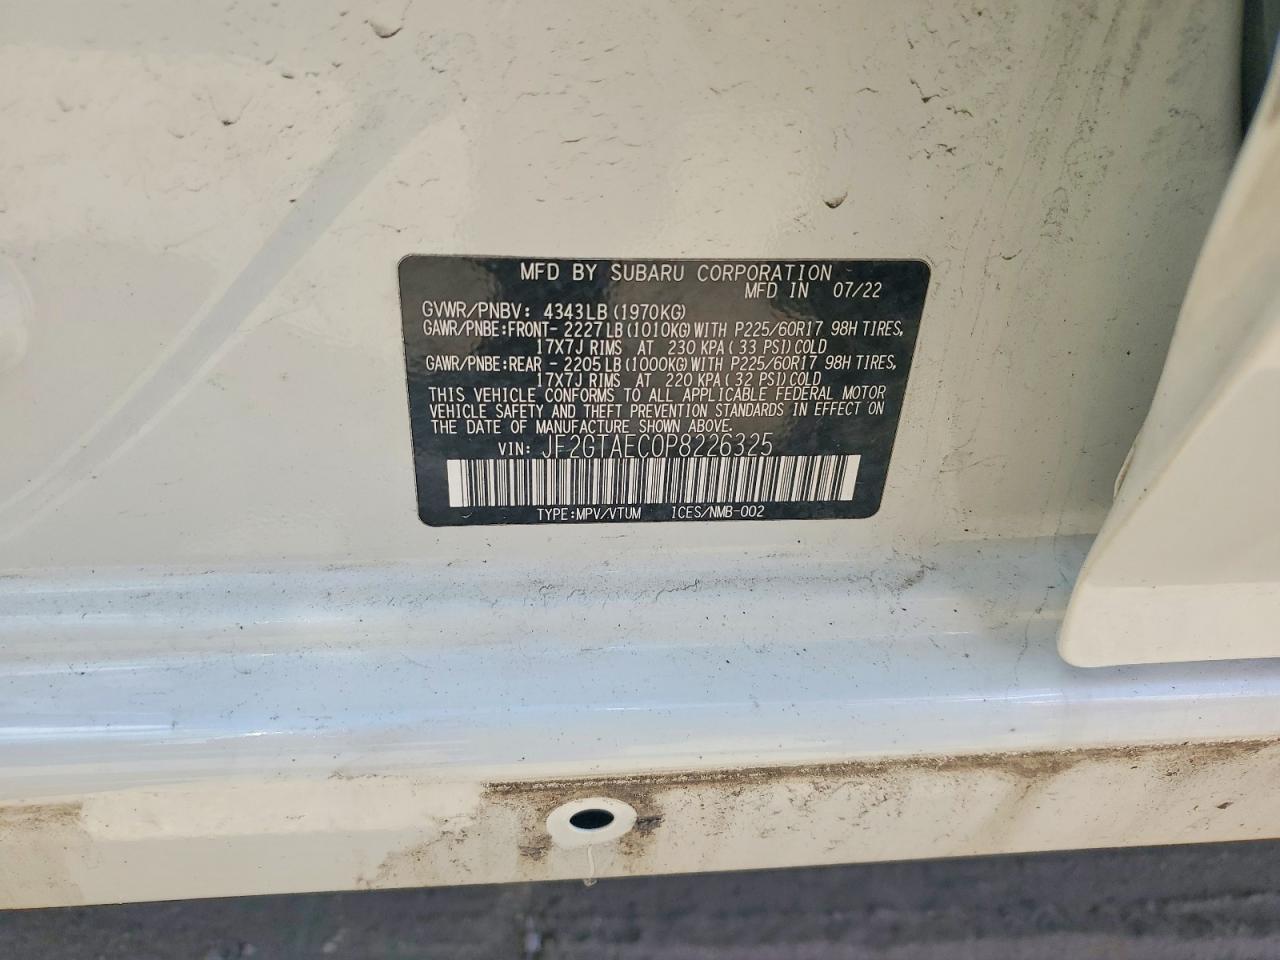 MFD BY SUBARU CORPORATION
MFD IN 07/22
GVWR/PNBV: 4343LB(1970KG)
GAWR/PNBE:FRONT-2227LB(1010KG)WITH P225/60R17 98H TIRES,
17X7J RIMS AT 230 KPA(33 PSI)COLD
GAWR/PNBE:REAR -2205LB(1000KG)WITH P225/60R17 98H TIRES,
17X7J RIMS AT 220 KPA(32 PSI)COLD
THIS VEHICLE CONFORMS TO ALL APPLICABLE FEDERAL MOTOR
VEHICLE SAFETY AND THEFT PREVENTION STANDARDS IN EFFECT ON
THE DATE OF MANUFACTURE SHOWN ABOVE.
VIN: JF2GTAEC0P8226325
TYPE:MPV/VTUM ICES/NMB-002